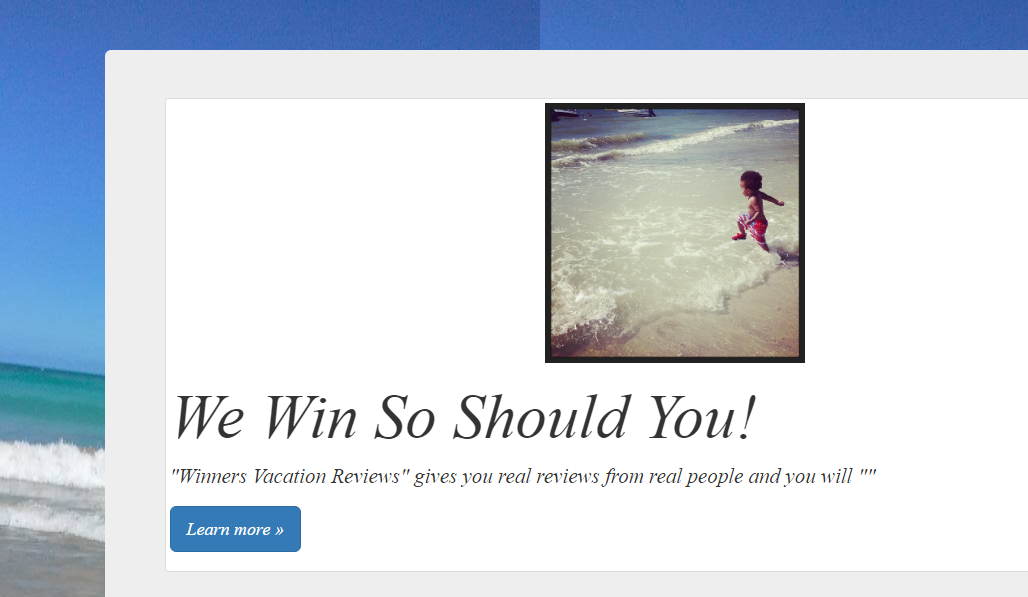 We Win So Should You!
"Winners Vacation Reviews" gives you real reviews from real people and you will ""
Learn more »